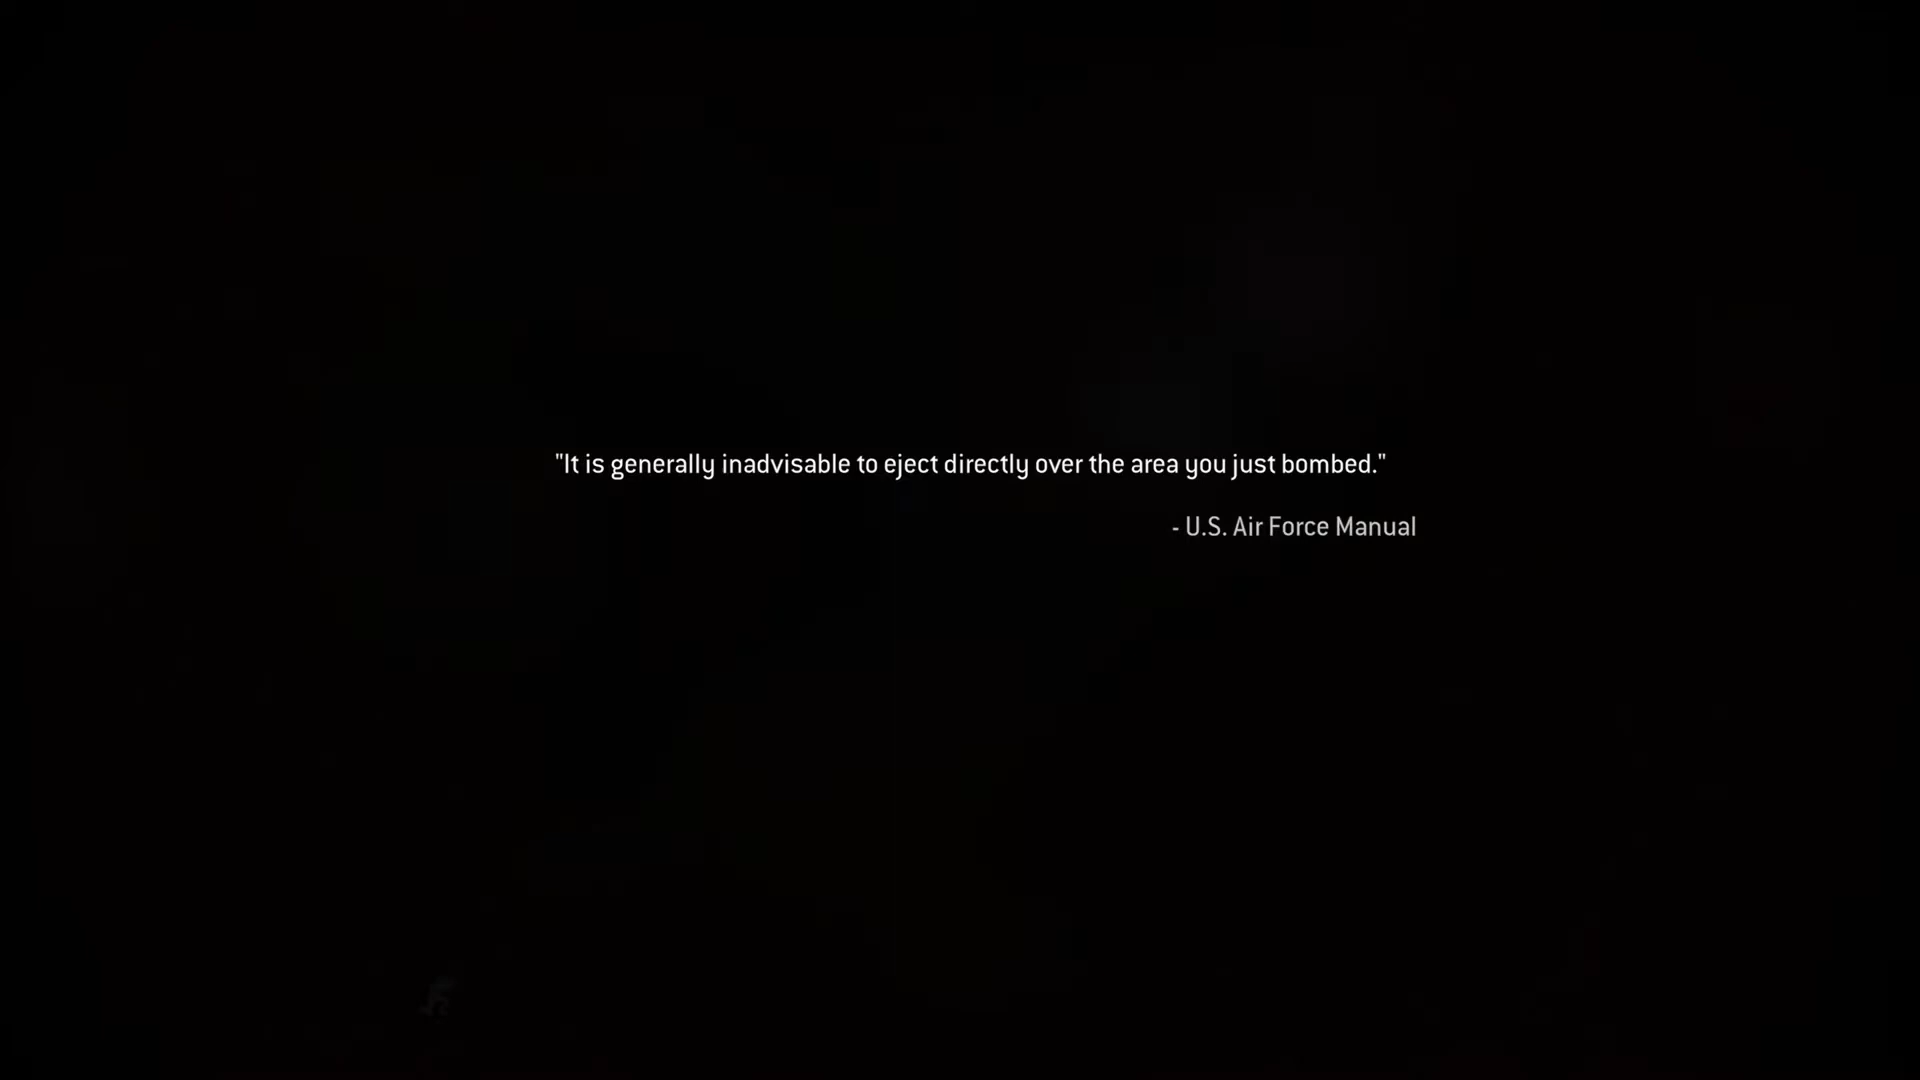 "It is generally inadvisable to eject directly over the area you just bombed."
- U.S. Air Force Manual